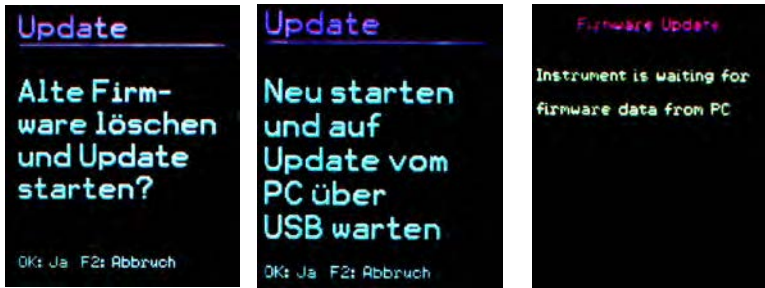 Update
Alte Firm-
ware löschen
und Update
starten?
OK: Ja F2: Abbruch
Update
Neu starten
und auf
Update vom
PC über
USB warten
OK: Ja F2: Abbruch
Firmware Update
Instrument is waiting for
firmware data from PC